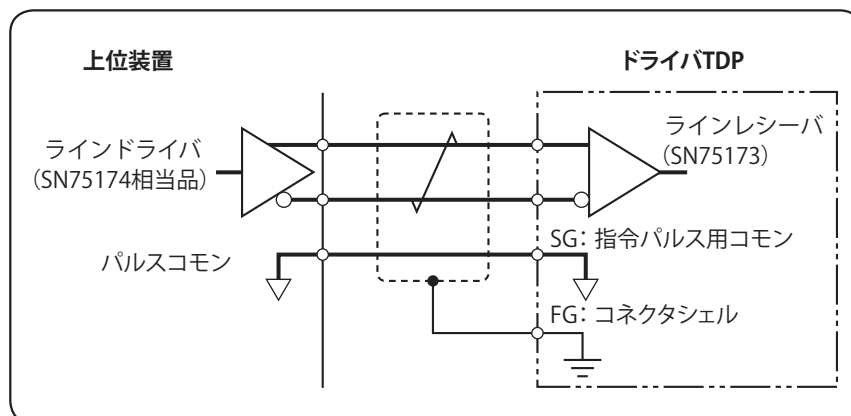 上位装置
ドライバTDP
ラインドライバ
(SN75174相当品)
ラインレシーバ
(SN75173)
パルスコモン
SG：指令パルス用コモン
FG：コネクタシェル